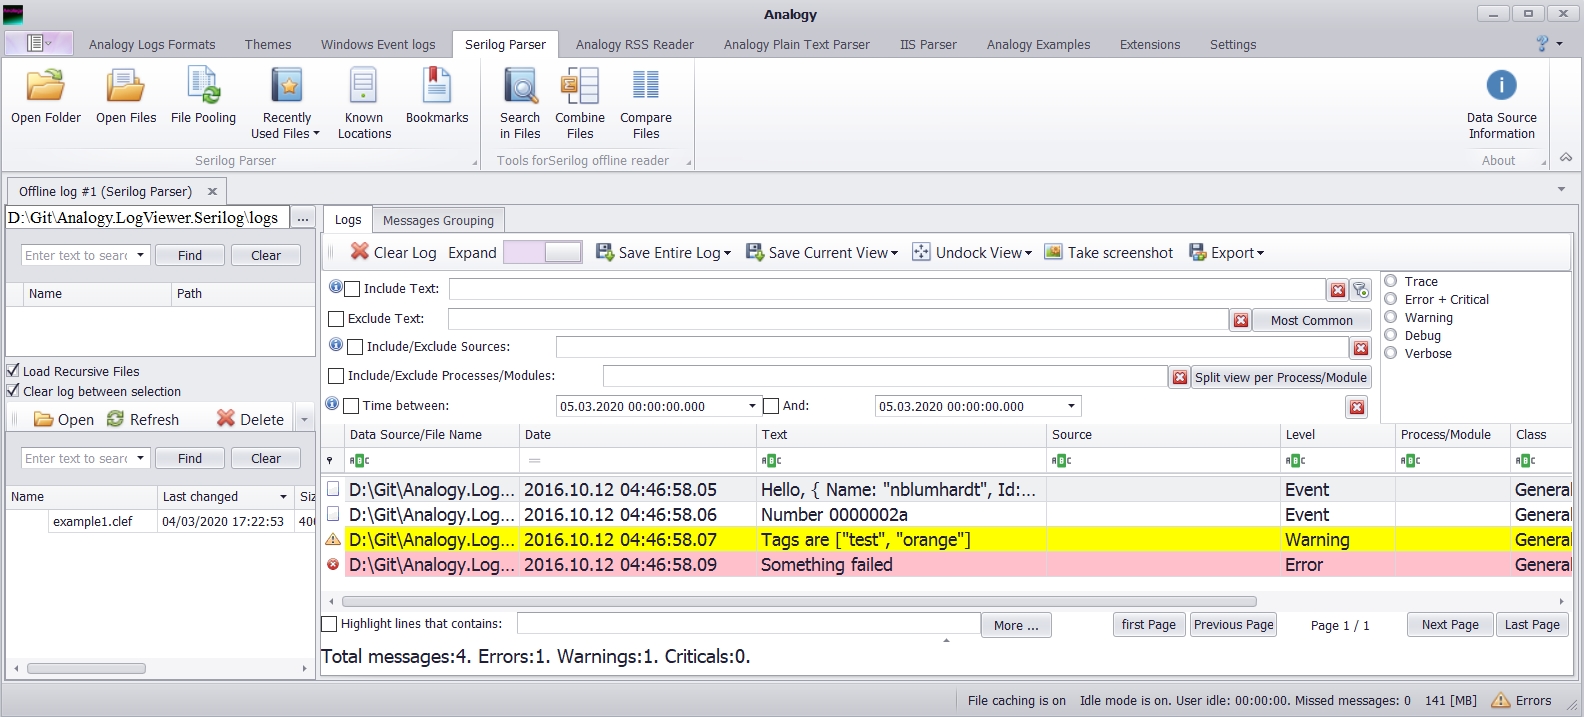 Analogy
Analogy Logs Formats Themes Windows Event logs Serilog Parser Analogy RSS Reader Analogy Plain Text Parser IIS Parser Analogy Examples Extensions Settings
Open Folder Open Files File Pooling Recently Used Files Known Locations Bookmarks Search in Files Combine Files Compare Files Data Source Information
Serilog Parser Tools forSerilog offline reader About
Offline log #1 (Serilog Parser)
D:\Git\Analogy.LogViewer.Serilog\logs ...
Find Clear
Name Path
Load Recursive Files
Clear log between selection
Open Refresh Delete
Find Clear
Name Last changed
example1.clef 04/03/2020 17:22:53
Logs Messages Grouping
Clear Log Expand Save Entire Log Save Current View Undock View Take screenshot Export
Include Text:
Exclude Text: Most Common
Include/Exclude Sources:
Include/Exclude Processes/Modules: Split view per Process/Module
Time between: 05.03.2020 00:00:00.000 And: 05.03.2020 00:00:00.000
Trace
Error + Critical
Warning
Debug
Verbose
Data Source/File Name Date Text Source Level Process/Module Class
ABC = ABC ABC ABC ABC ABC
D:\Git\Analogy.Log... 2016.10.12 04:46:58.05 Hello, { Name: "nblumhardt", Id:... Event General
D:\Git\Analogy.Log... 2016.10.12 04:46:58.06 Number 0000002a Event General
D:\Git\Analogy.Log... 2016.10.12 04:46:58.07 Tags are ["test", "orange"] Warning General
D:\Git\Analogy.Log... 2016.10.12 04:46:58.09 Something failed Error General
Highlight lines that contains: More ... first Page Previous Page Page 1 / 1 Next Page Last Page
Total messages:4. Errors:1. Warnings:1. Criticals:0.
File caching is on Idle mode is on. User idle: 00:00:00. Missed messages: 0 141 [MB] Errors